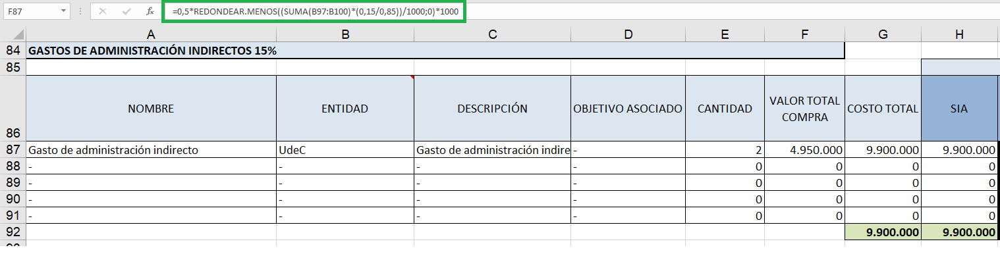 F87 fx =0,5*REDONDEAR.MENOS((SUMA(B97:B100)*(0,15/0,85))/1000;0)*1000
A B C D E F G H
84 GASTOS DE ADMINISTRACIÓN INDIRECTOS 15%
85
86 NOMBRE ENTIDAD DESCRIPCIÓN OBJETIVO ASOCIADO CANTIDAD VALOR TOTAL COMPRA COSTO TOTAL SIA
87 Gasto de administración indirecto UdeC Gasto de administración indire - 2 4.950.000 9.900.000 9.900.000
88 - - - - 0 0 0 0
89 - - - - 0 0 0 0
90 - - - - 0 0 0 0
91 - - - - 0 0 0 0
92 9.900.000 9.900.000